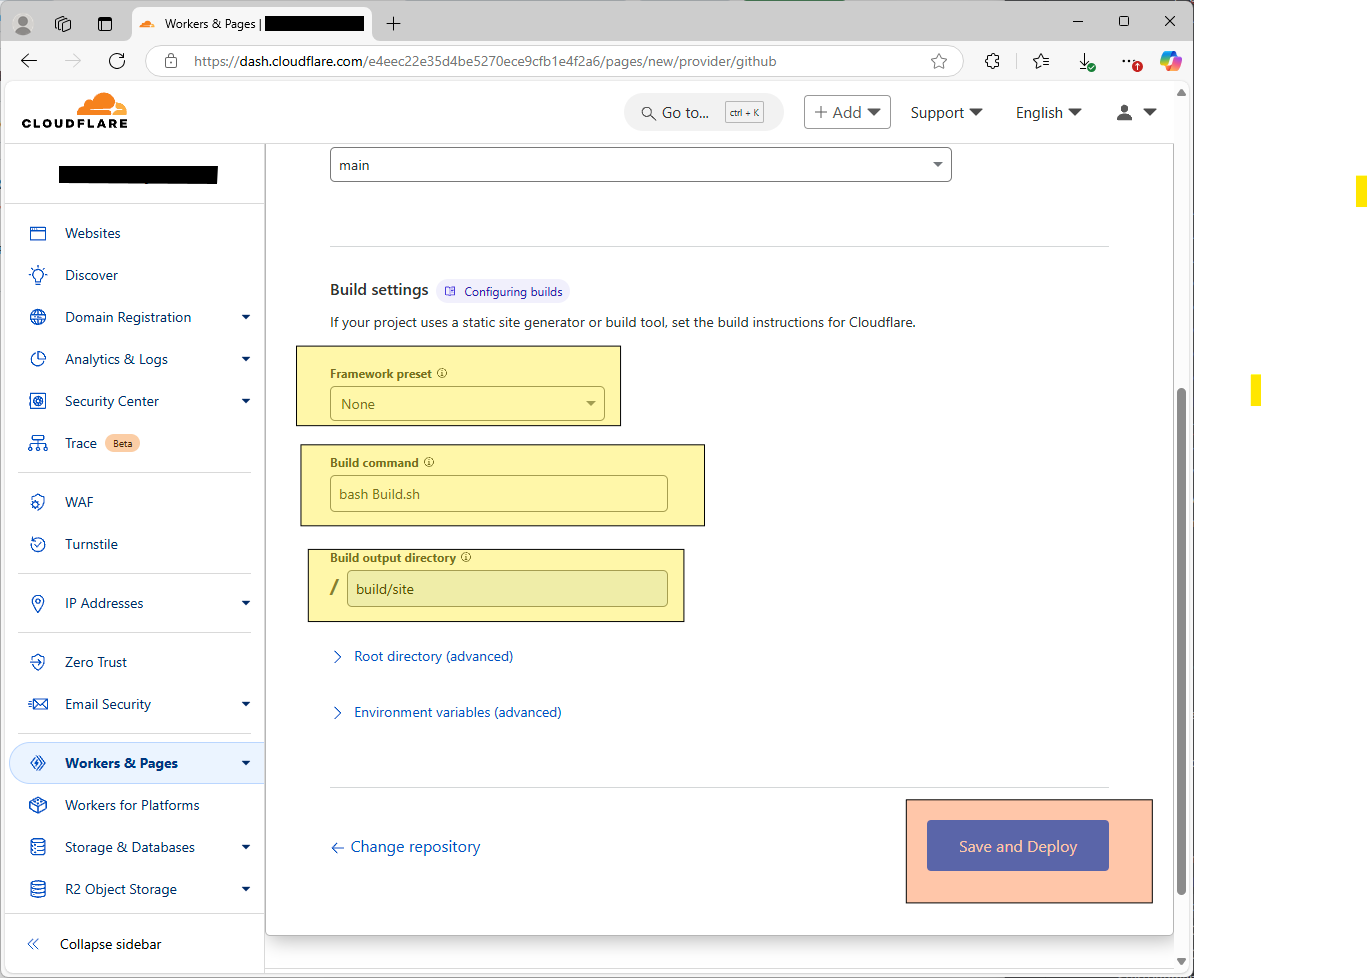 Workers & Pages |
https://dash.cloudflare.com/e4eec22e35d4be5270ece9cfb1e4f2a6/pages/new/provider/github
CLOUDFLARE
Go to... ctrl + K
+ Add
Support
English
main
Websites
Discover
Domain Registration
Analytics & Logs
Security Center
Trace Beta
WAF
Turnstile
IP Addresses
Zero Trust
Email Security
Workers & Pages
Workers for Platforms
Storage & Databases
R2 Object Storage
Collapse sidebar
Build settings Configuring builds
If your project uses a static site generator or build tool, set the build instructions for Cloudflare.
Framework preset
None
Build command
bash Build.sh
Build output directory
/ build/site
Root directory (advanced)
Environment variables (advanced)
← Change repository
Save and Deploy